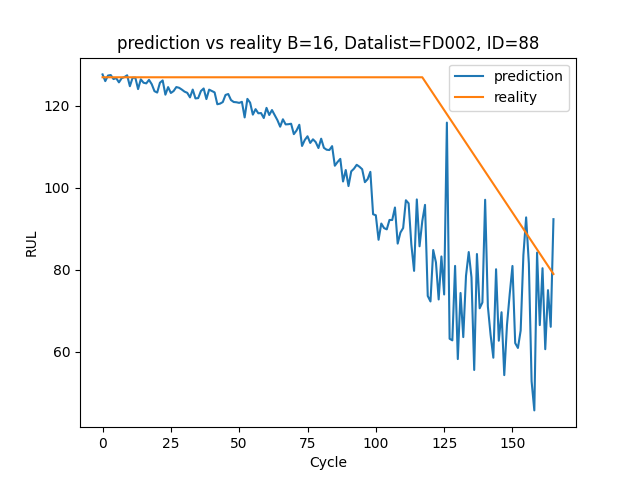 prediction vs reality B=16, Datalist=FD002, ID=88
prediction
reality
120
100
80
60
RUL
0 25 50 75 100 125 150
Cycle